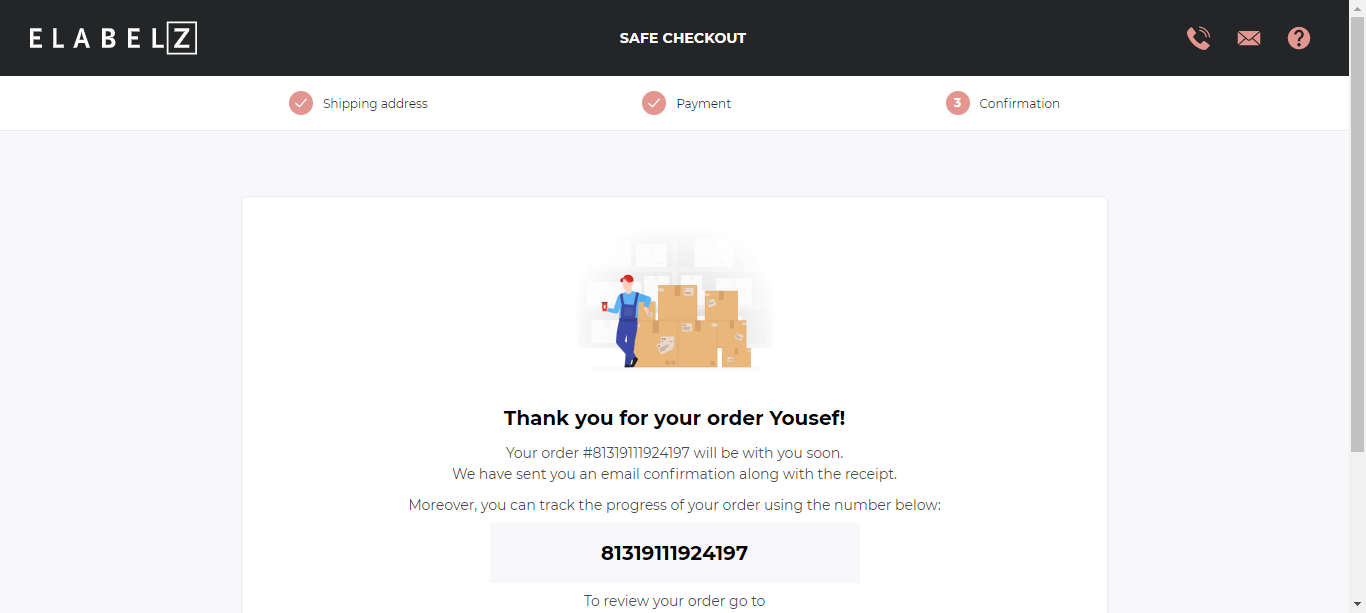 ELABELZ
SAFE CHECKOUT
Shipping address
Payment
3 Confirmation
Thank you for your order Yousef!
Your order #81319111924197 will be with you soon.
We have sent you an email confirmation along with the receipt.
Moreover, you can track the progress of your order using the number below:
81319111924197
To review your order go to